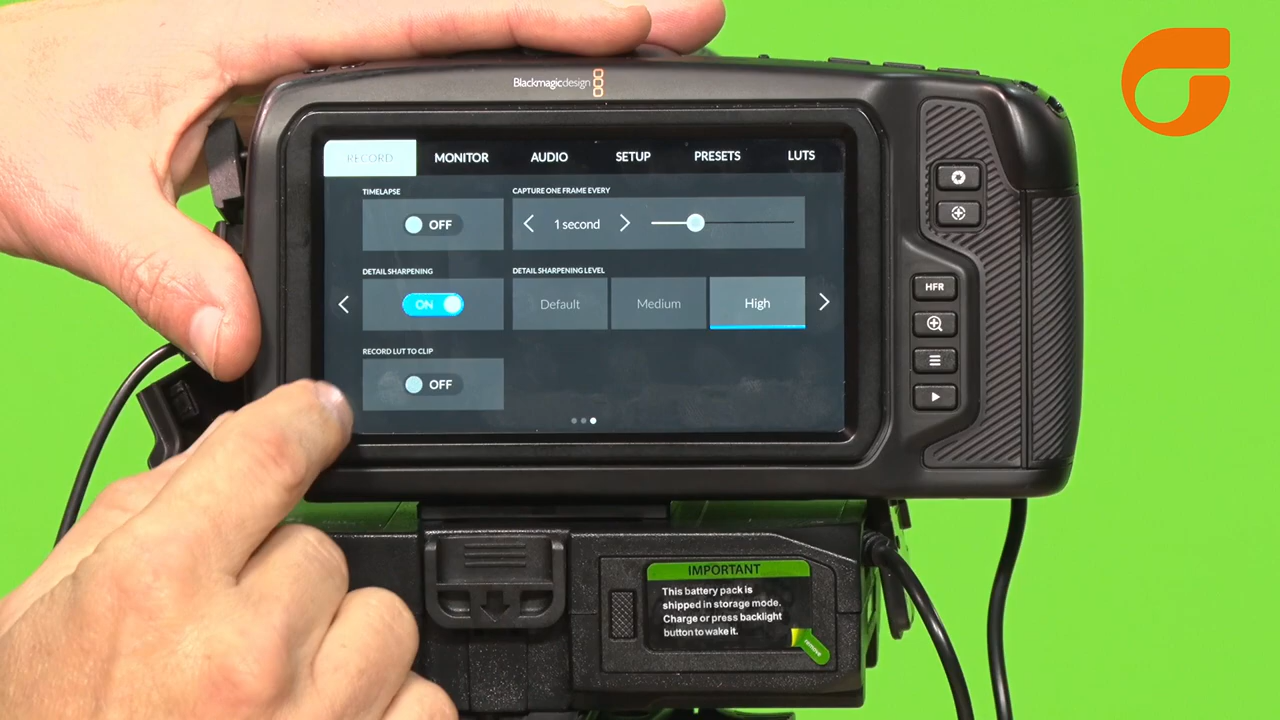 Blackmagicdesign
RECORD MONITOR AUDIO SETUP PRESETS LUTS
TIMELAPSE CAPTURE ONE FRAME EVERY
OFF 1 second
DETAIL SHARPENING DETAIL SHARPENING LEVEL
ON Default Medium High
RECORD LUT TO CLIP
OFF
HFR
IMPORTANT
This battery pack is
shipped in storage mode.
Charge or press backlight
button to wake it.
remove